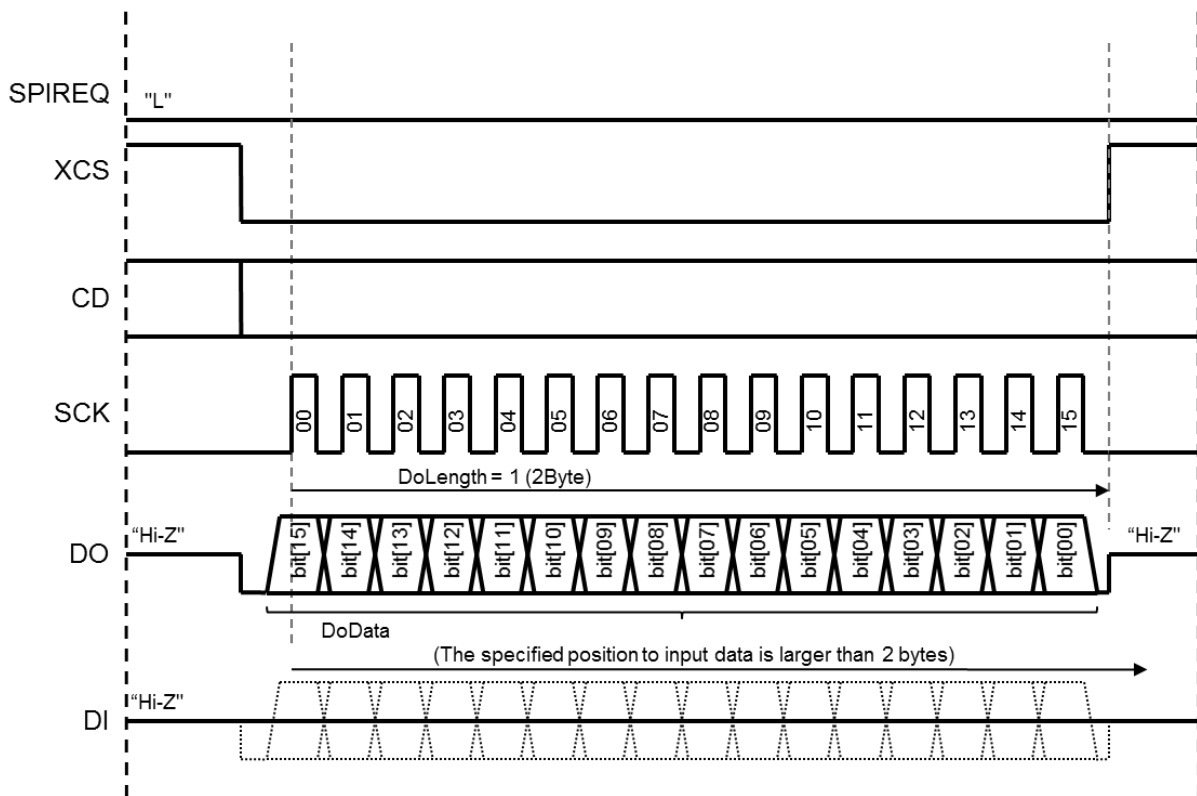 SPIREQ "L"
XCS
CD
SCK 00 01 02 03 04 05 06 07 08 09 10 11 12 13 14 15
DoLength = 1 (2Byte)
“Hi-Z" “Hi-Z"
DO bit[15] bit[14] bit[13] bit[12] bit[11] bit[10] bit[09] bit[08] bit[07] bit[06] bit[05] bit[04] bit[03] bit[02] bit[01] bit[00]
DoData
(The specified position to input data is larger than 2 bytes)
“Hi-Z"
DI